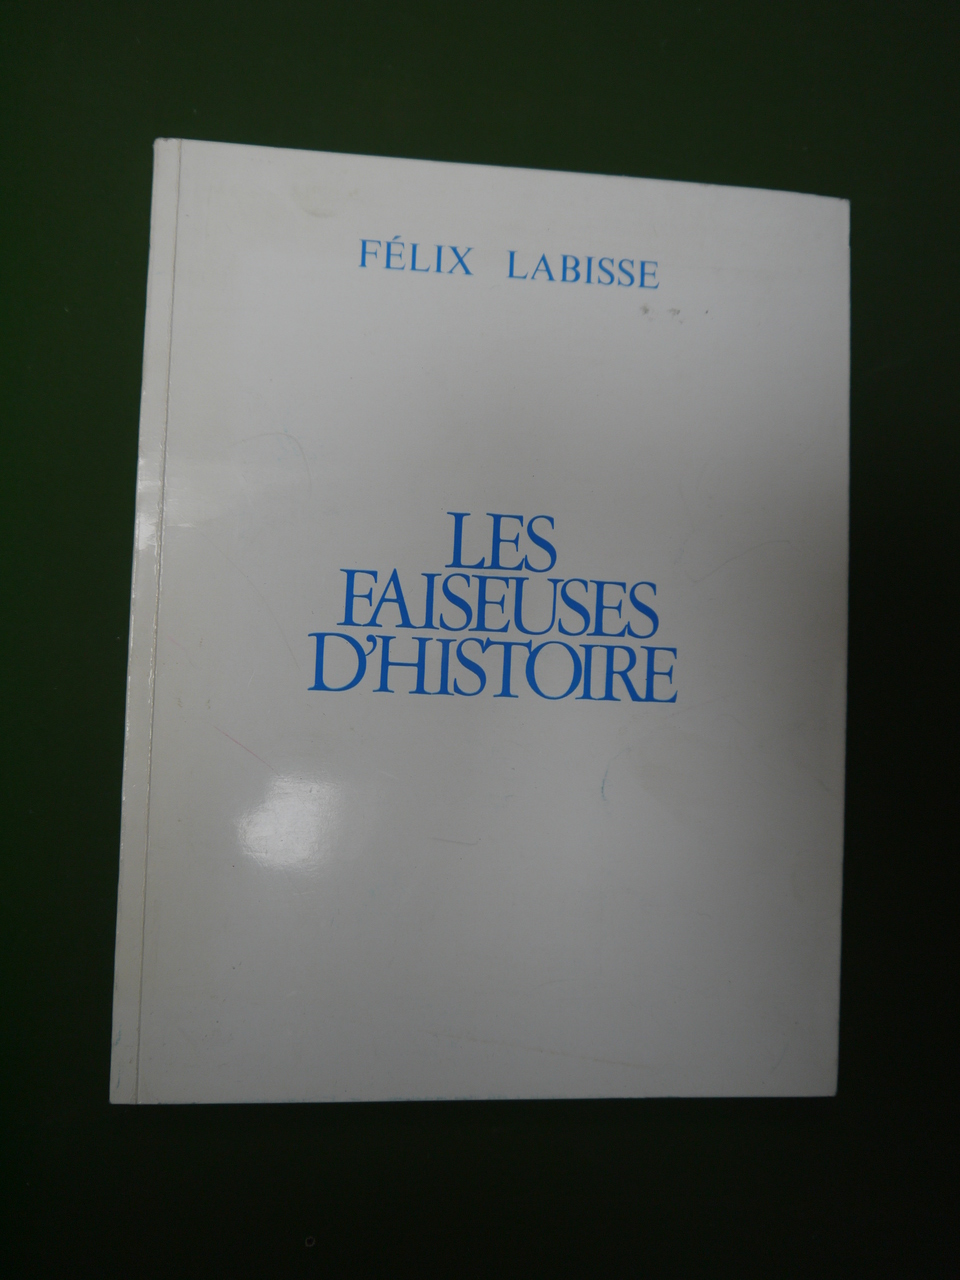 FÉLIX LABISSE
LES
FAISEUSES
D'HISTOIRE